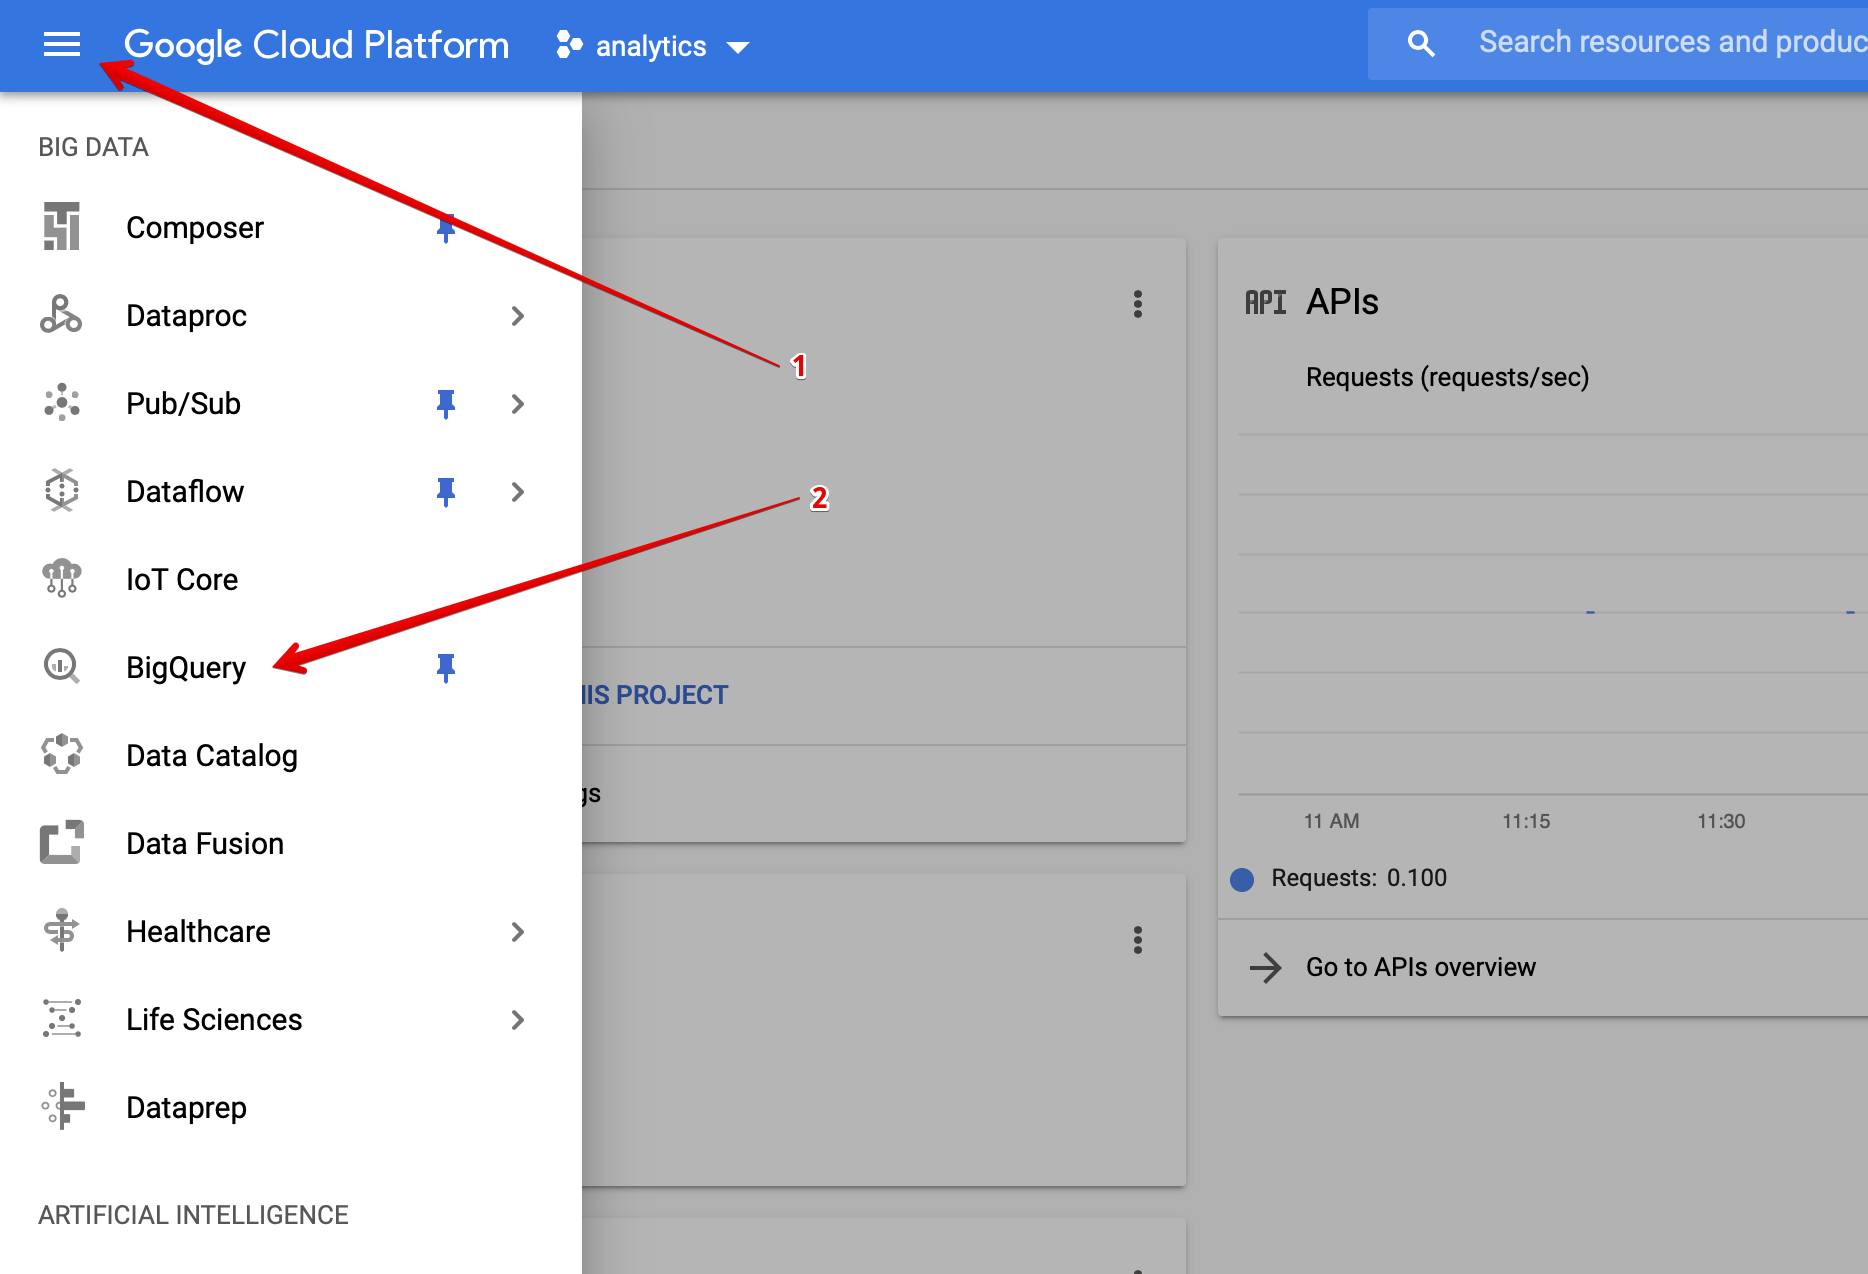 Google Cloud Platform
analytics
Search resources and produc
BIG DATA
Composer
Dataproc
Pub/Sub
Dataflow
IoT Core
BigQuery
Data Catalog
Data Fusion
Healthcare
Life Sciences
Dataprep
ARTIFICIAL INTELLIGENCE
1
2
HIS PROJECT
gs
API APIs
Requests (requests/sec)
11 AM 11:15 11:30
Requests: 0.100
Go to APIs overview